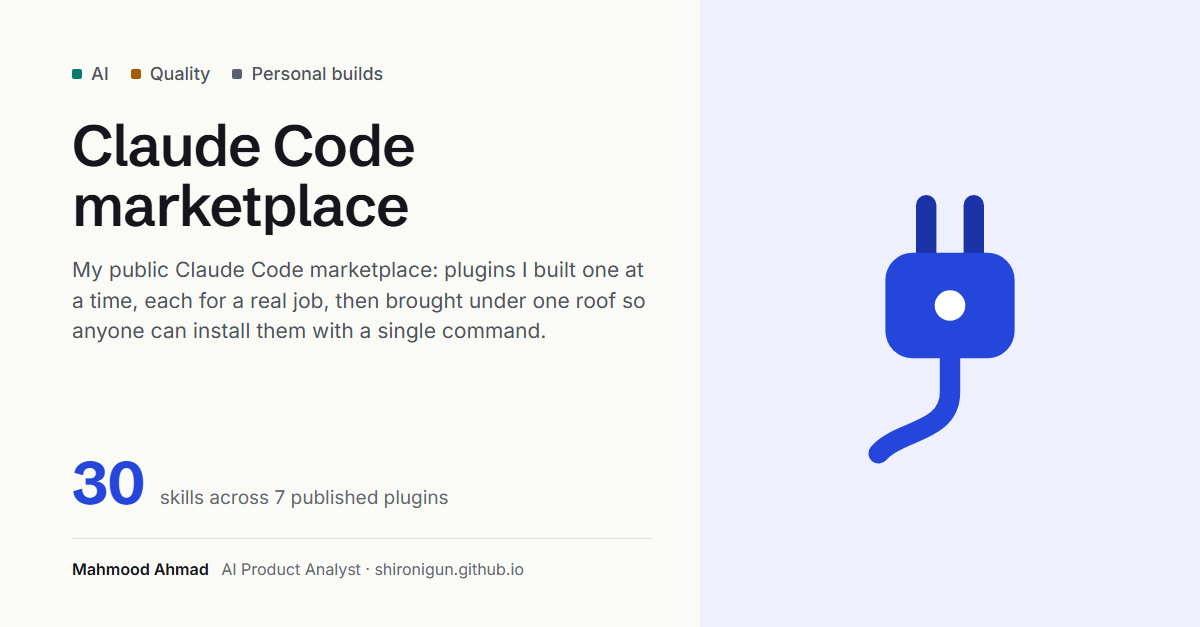 AI Quality Personal builds
Claude Code
marketplace
My public Claude Code marketplace: plugins I built one at
a time, each for a real job, then brought under one roof so
anyone can install them with a single command.
30 skills across 7 published plugins
Mahmood Ahmad AI Product Analyst · shironigun.github.io